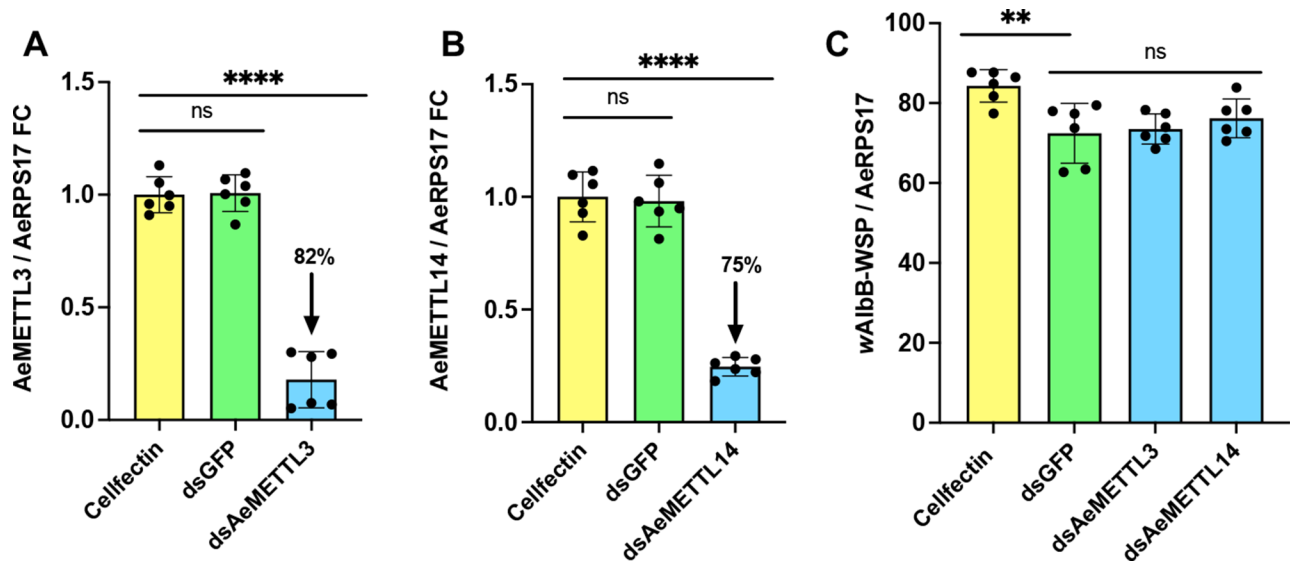 A
AeMETTL3 / AeRPS17 FC
1.5
1.0
0.5
0.0
****
ns
82%
Cellfectin
dsGFP
dsAeMETTL3
B
AeMETTL14 / AeRPS17 FC
1.5
1.0
0.5
0.0
****
ns
75%
Cellfectin
dsGFP
dsAeMETTL14
C
wAlbB-WSP / AeRPS17
100
80
60
40
20
0
**
ns
Cellfectin
dsGFP
dsAeMETTL3
dsAeMETTL14